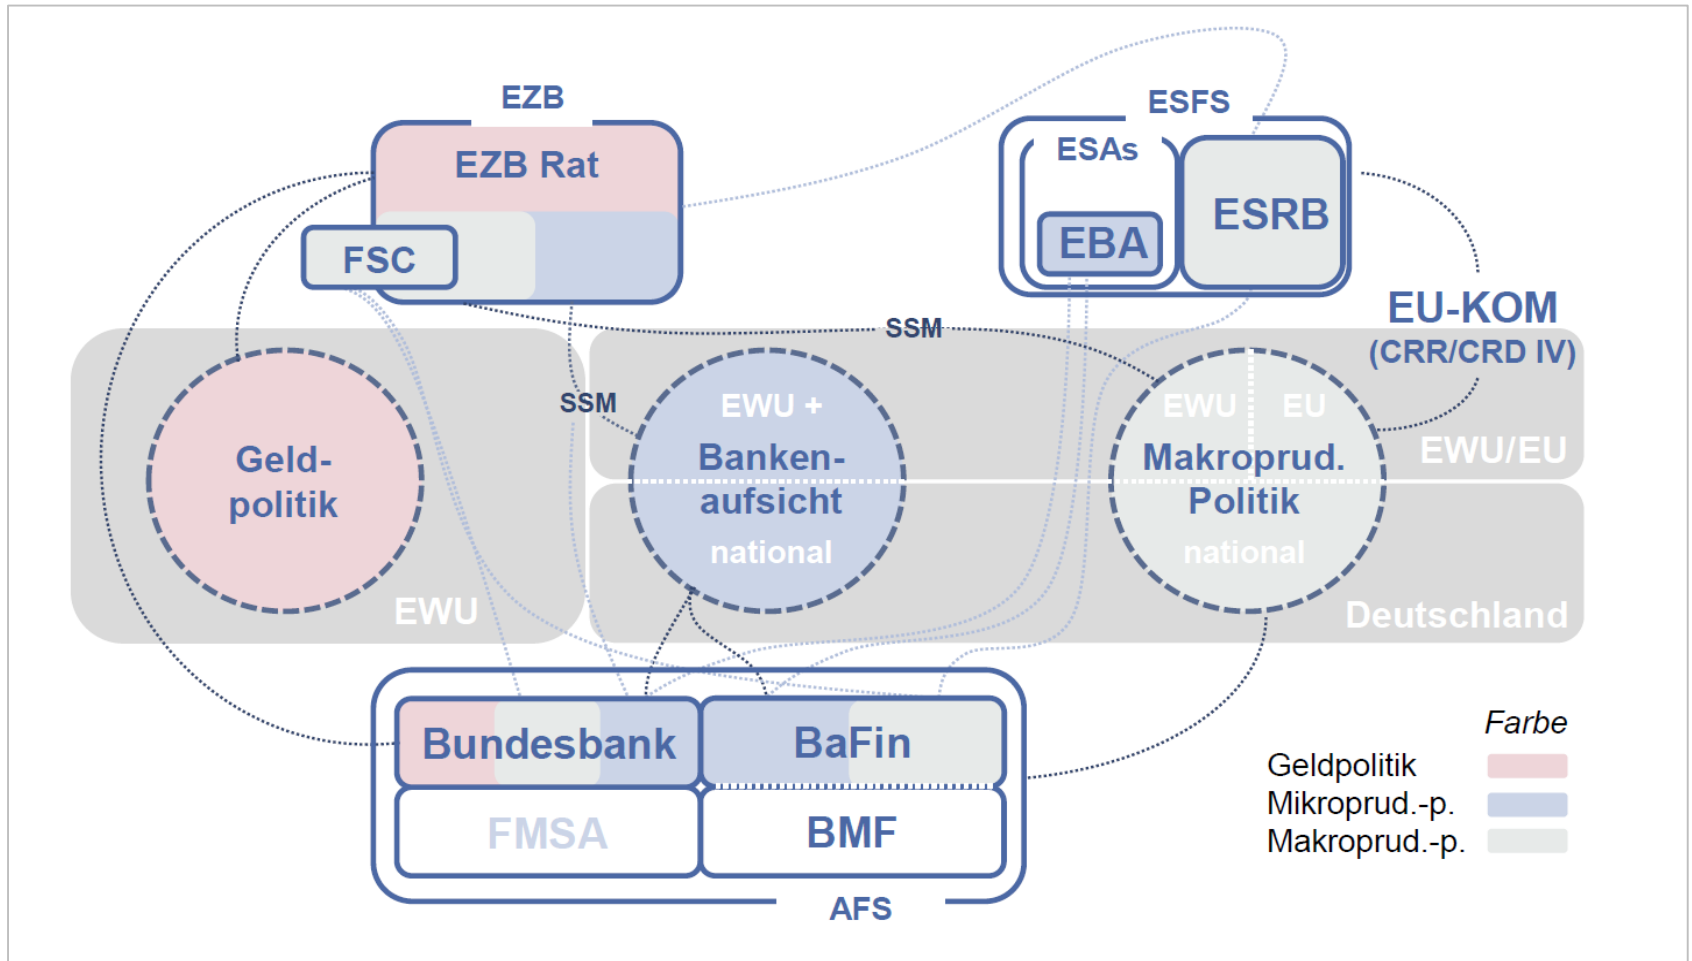 EZB
EZB Rat
FSC
ESFS
ESAs
EBA
ESRB
EU-KOM
(CRR/CRD IV)
SSM
SSM
Geld-
politik
EWU
EWU +
Banken-
aufsicht
national
EWU EU
Makroprud.
Politik
national
EWU/EU
Deutschland
Bundesbank
BaFin
FMSA
BMF
AFS
Farbe
Geldpolitik
Mikroprud.-p.
Makroprud.-p.